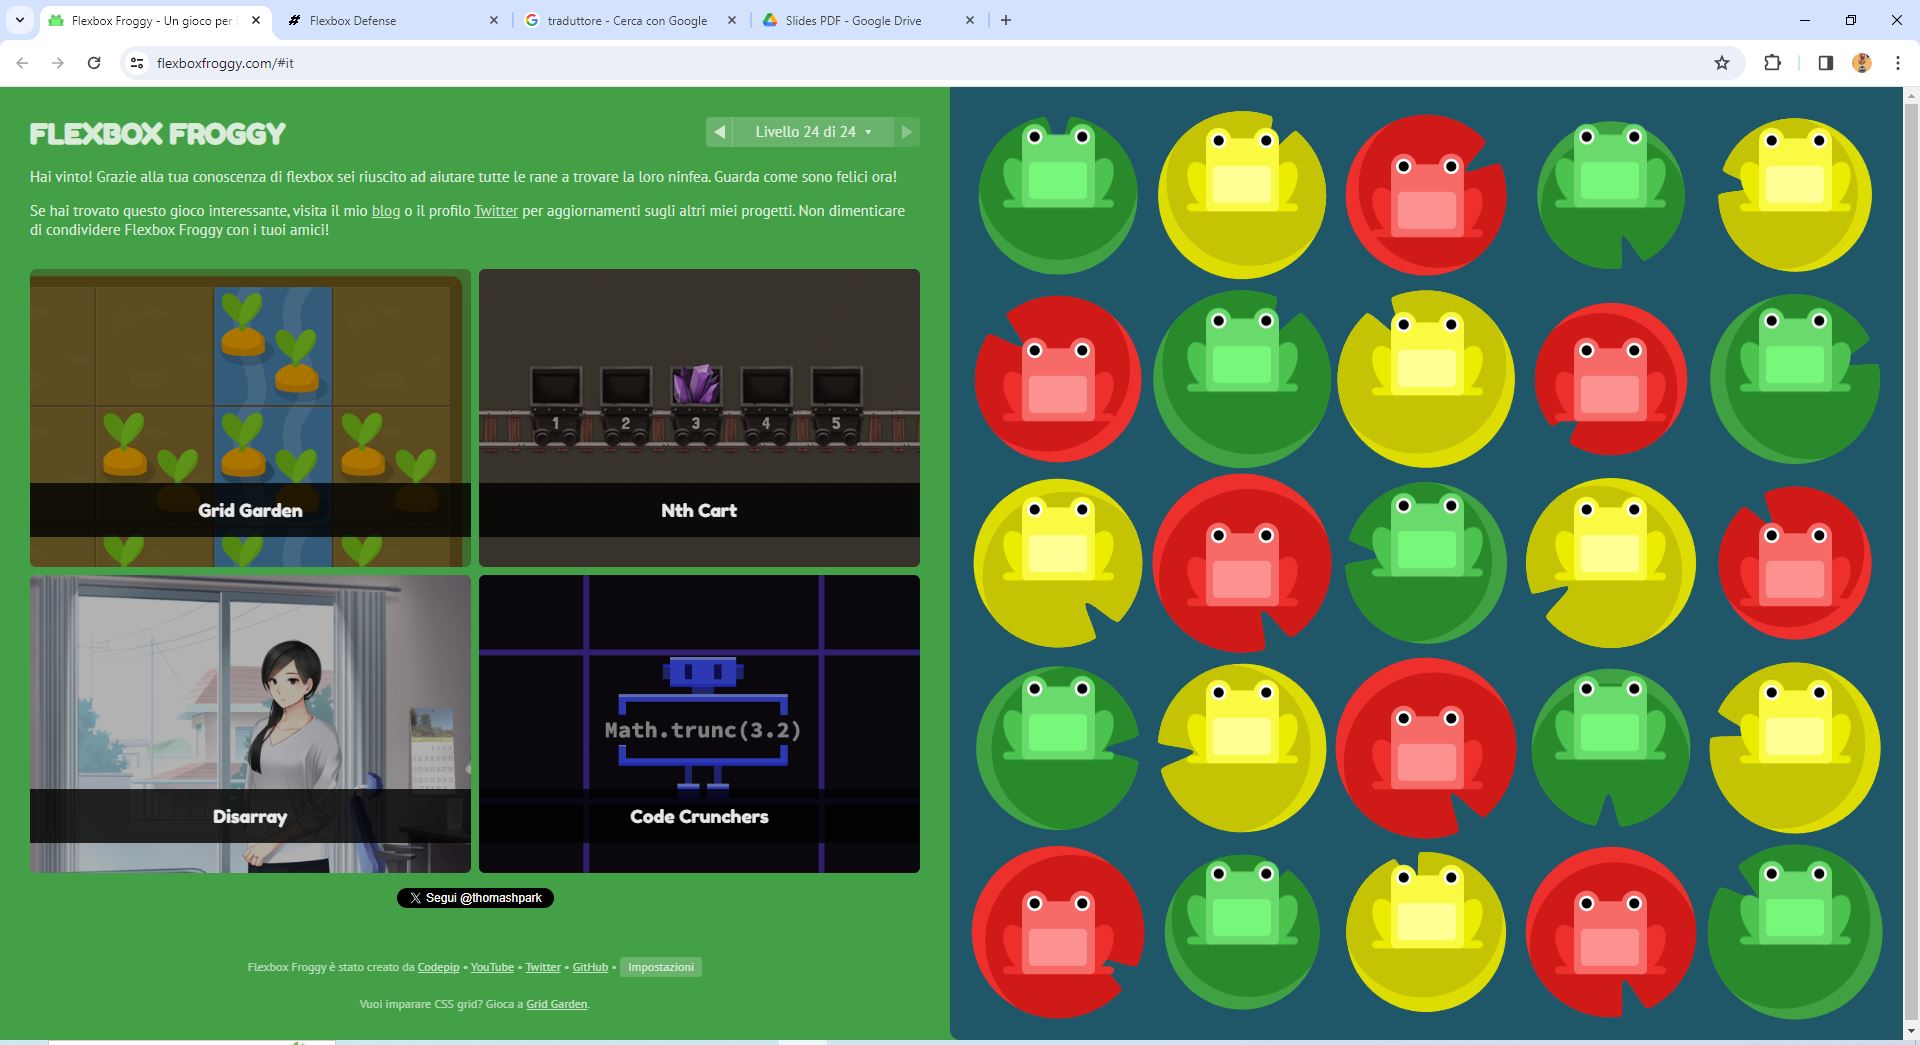 Flexbox Froggy - Un gioco per i
Flexbox Defense
traduttore - Cerca con Google
Slides PDF - Google Drive
flexboxfroggy.com/#it
FLEXBOX FROGGY
Livello 24 di 24
Hai vinto! Grazie alla tua conoscenza di flexbox sei riuscito ad aiutare tutte le rane a trovare la loro ninfea. Guarda come sono felici ora!
Se hai trovato questo gioco interessante, visita il mio blog o il profilo Twitter per aggiornamenti sugli altri miei progetti. Non dimenticare
di condividere Flexbox Froggy con i tuoi amici!
1 2 3 4 5
Grid Garden
Nth Cart
Math.trunc(3.2)
Disarray
Code Crunchers
X Segui @thomashpark
Flexbox Froggy è stato creato da Codepip • YouTube • Twitter • GitHub • Impostazioni
Vuoi imparare CSS grid? Gioca a Grid Garden.